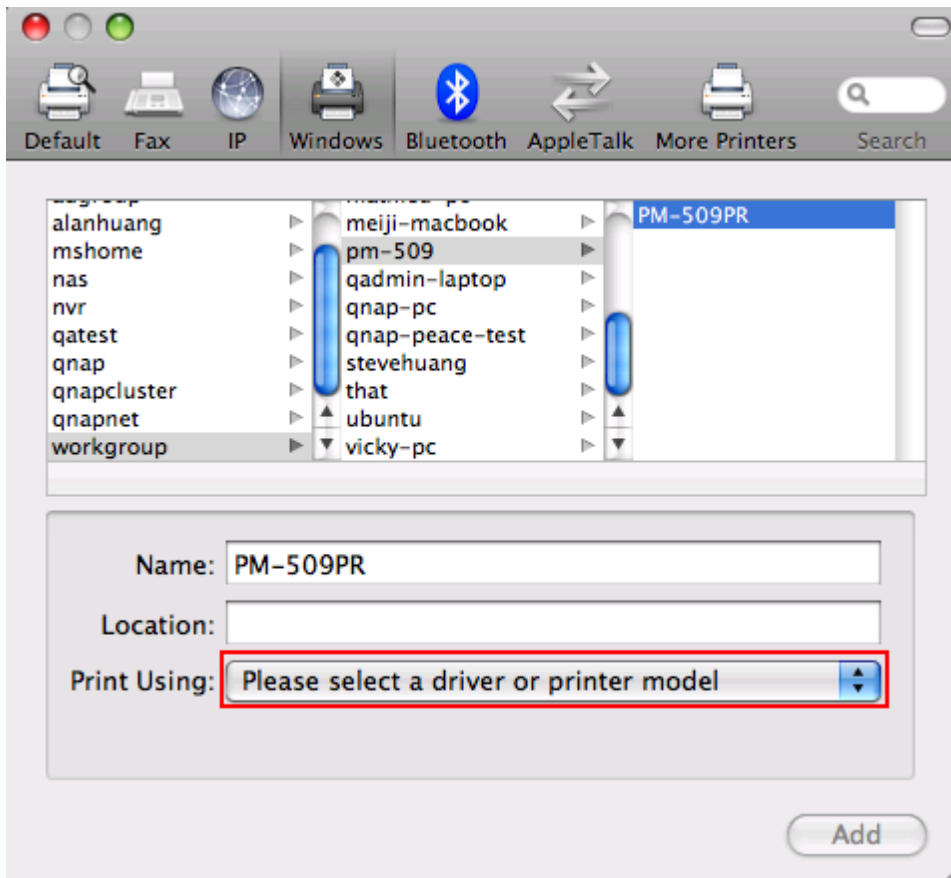 Default Fax IP Windows Bluetooth AppleTalk More Printers Search
alanhuang
mshome
nas
nvr
qatest
qnap
qnapcluster
qnapnet
workgroup
meiji-macbook
pm-509
qadmin-laptop
qnap-pc
qnap-peace-test
stevehuang
that
ubuntu
vicky-pc
PM-509PR
Name: PM-509PR
Location:
Print Using: Please select a driver or printer model
Add